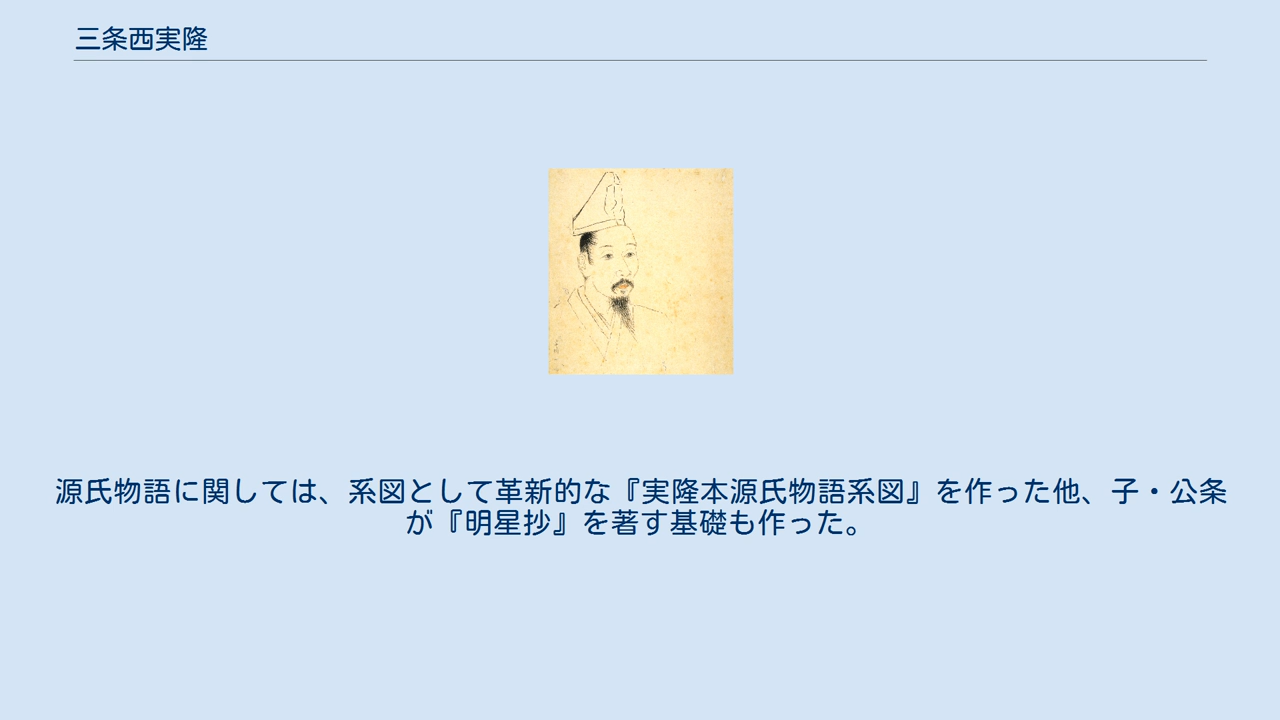 三条西実隆
源氏物語に関しては、系図として革新的な『実隆本源氏物語系図』を作った他、子・公条
が『明星抄』を著す基礎も作った。